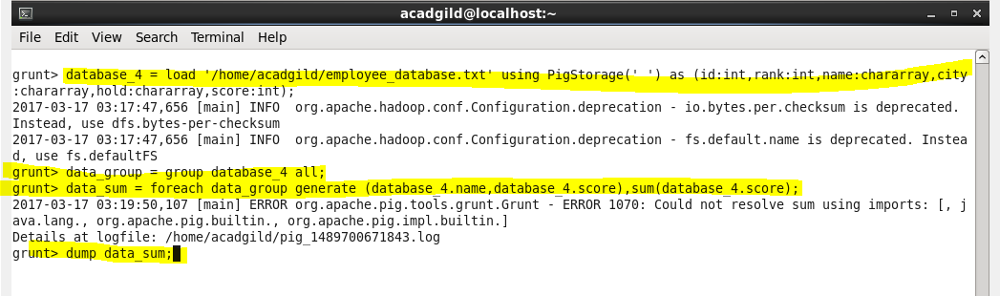 acadgild@localhost:~
File Edit View Search Terminal Help
grunt> database_4 = load '/home/acadgild/employee_database.txt' using PigStorage(' ') as (id:int,rank:int,name:chararray,city
:chararray,hold:chararray,score:int);
2017-03-17 03:17:47,656 [main] INFO  org.apache.hadoop.conf.Configuration.deprecation - io.bytes.per.checksum is deprecated.
Instead, use dfs.bytes-per-checksum
2017-03-17 03:17:47,656 [main] INFO  org.apache.hadoop.conf.Configuration.deprecation - fs.default.name is deprecated. Instea
d, use fs.defaultFS
grunt> data_group = group database_4 all;
grunt> data_sum = foreach data_group generate (database_4.name,database_4.score),sum(database_4.score);
2017-03-17 03:19:50,107 [main] ERROR org.apache.pig.tools.grunt.Grunt - ERROR 1070: Could not resolve sum using imports: [, j
ava.lang., org.apache.pig.builtin., org.apache.pig.impl.builtin.]
Details at logfile: /home/acadgild/pig_1489700671843.log
grunt> dump data_sum;